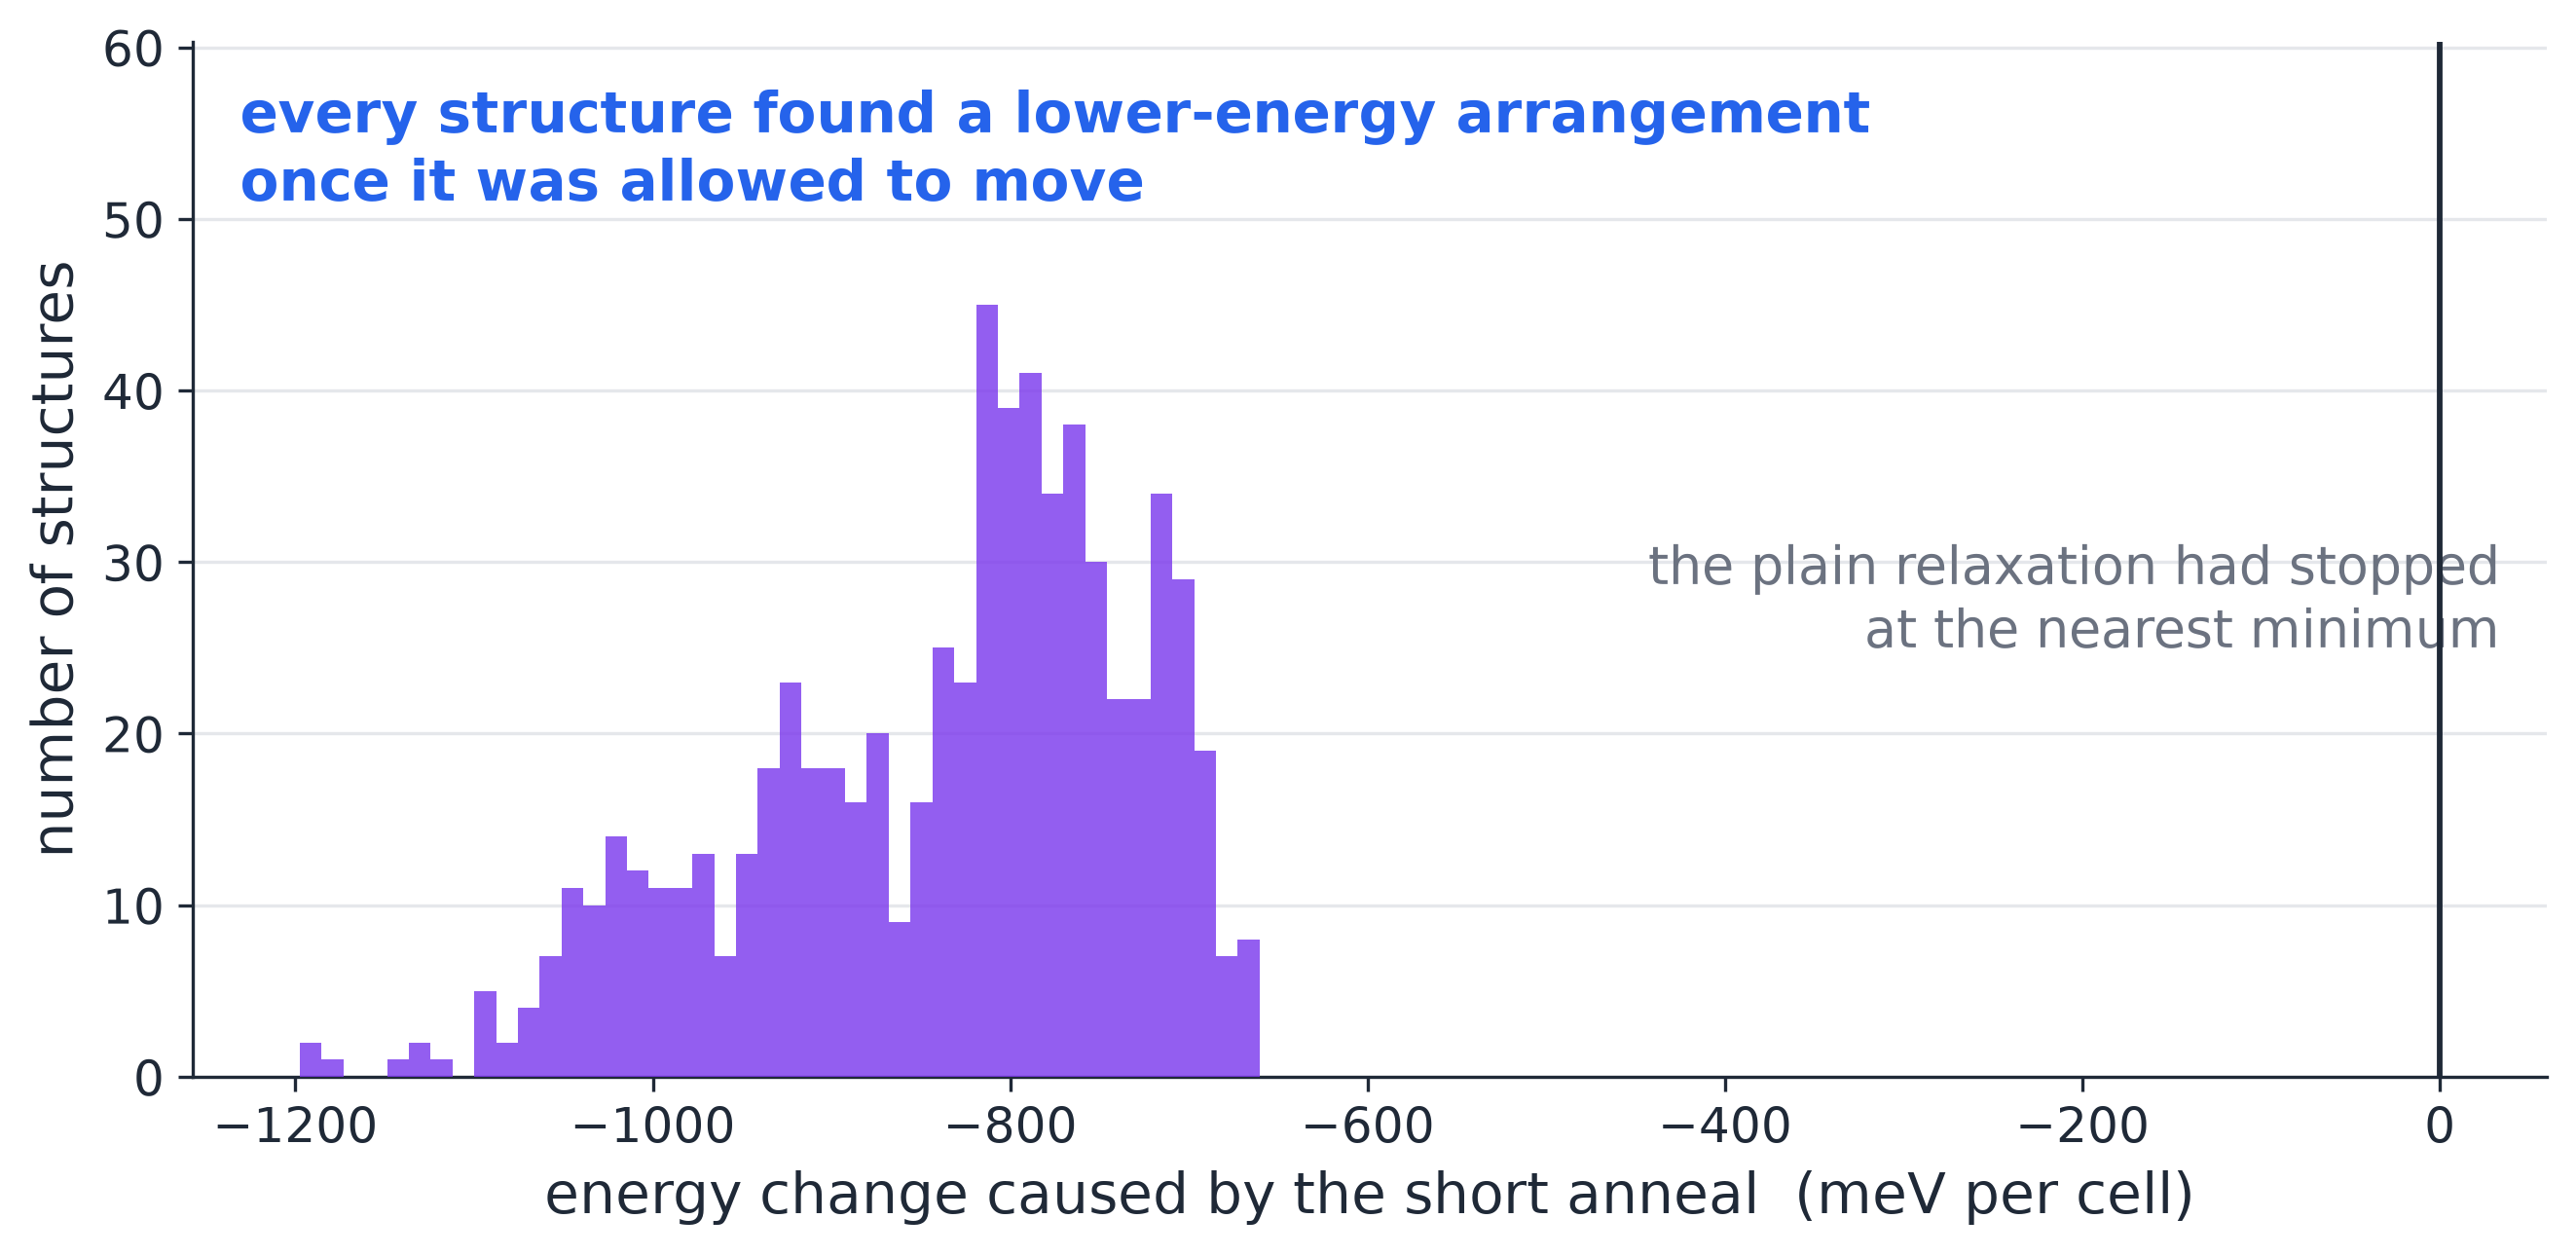 60
every structure found a lower-energy arrangement
once it was allowed to move
50
40
30
the plain relaxation had stopped
at the nearest minimum
20
10
0
number of structures
−1200 −1000 −800 −600 −400 −200 0
energy change caused by the short anneal (meV per cell)